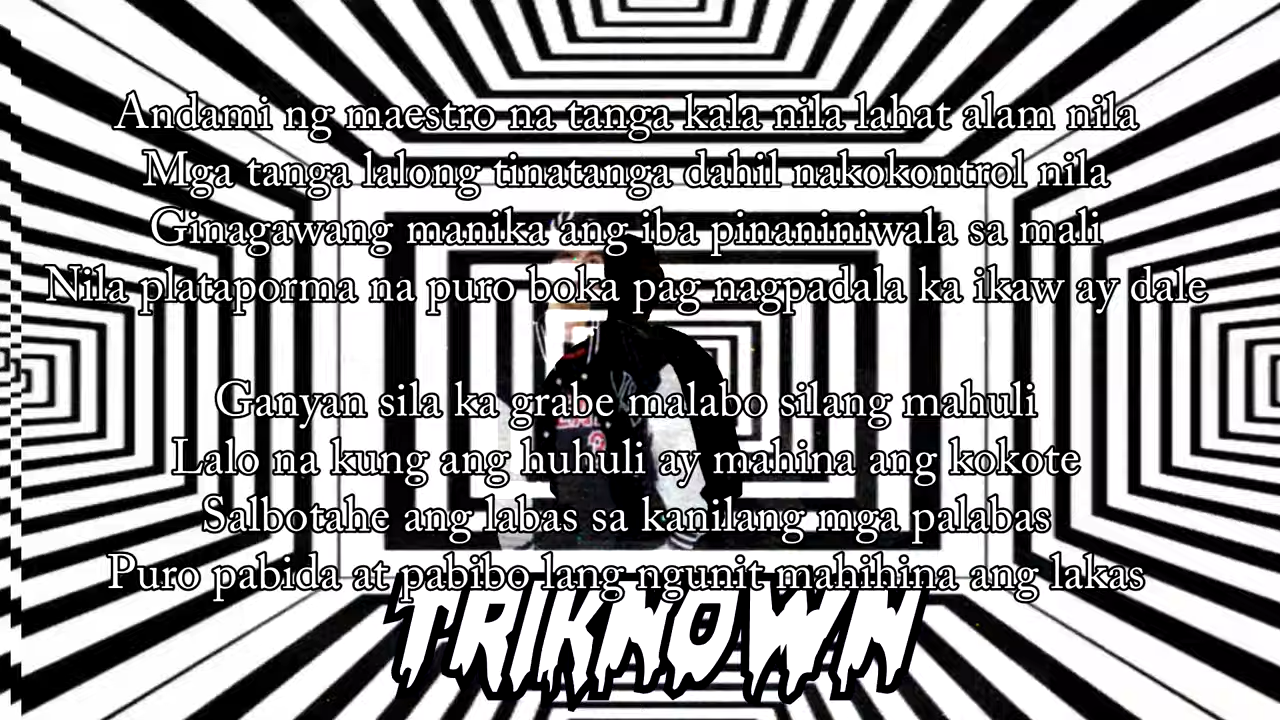 Andami ng maestro na tanga kala nila lahat alam nila
Mga tanga lalong tinatanga dahil nakokontrol nila
Ginagawang manika ang iba pinaniniwala sa mali
Nila plataporma na puro boka pag nagpadala ka ikaw ay dale
Ganyan sila ka grabe malabo silang mahuli
Lalo na kung ang huhuli ay mahina ang kokote
Salbotahe ang labas sa kanilang mga palabas
Puro pabida at pabibo lang ngunit mahihina ang lakas
TRIKNOWN